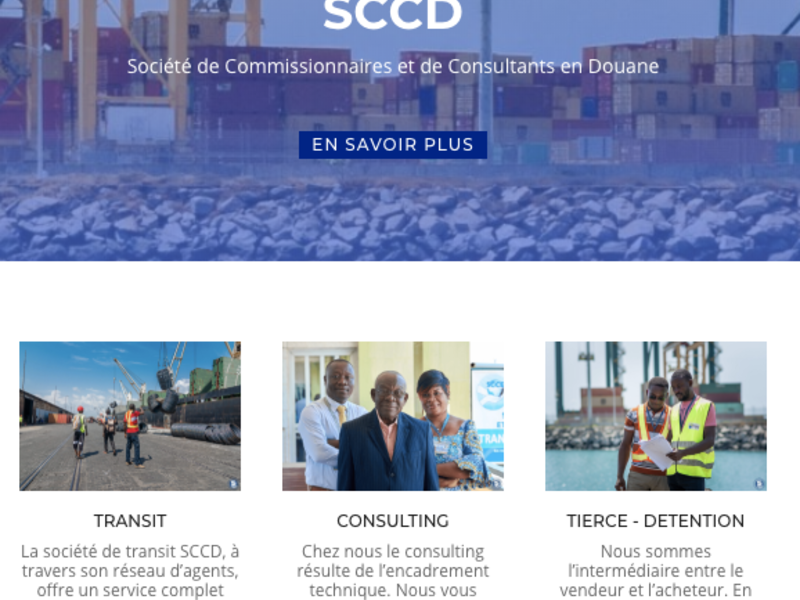 SCCD
Société de Commissionnaires et de Consultants en Douane
EN SAVOIR PLUS
TRANSIT
CONSULTING
TIERCE - DETENTION
La société de transit SCCD, à
travers son réseau d'agents,
offre un service complet
Chez nous le consulting
résulte de l'encadrement
technique. Nous vous
Nous sommes
l'intermédiaire entre le
vendeur et l'acheteur. En